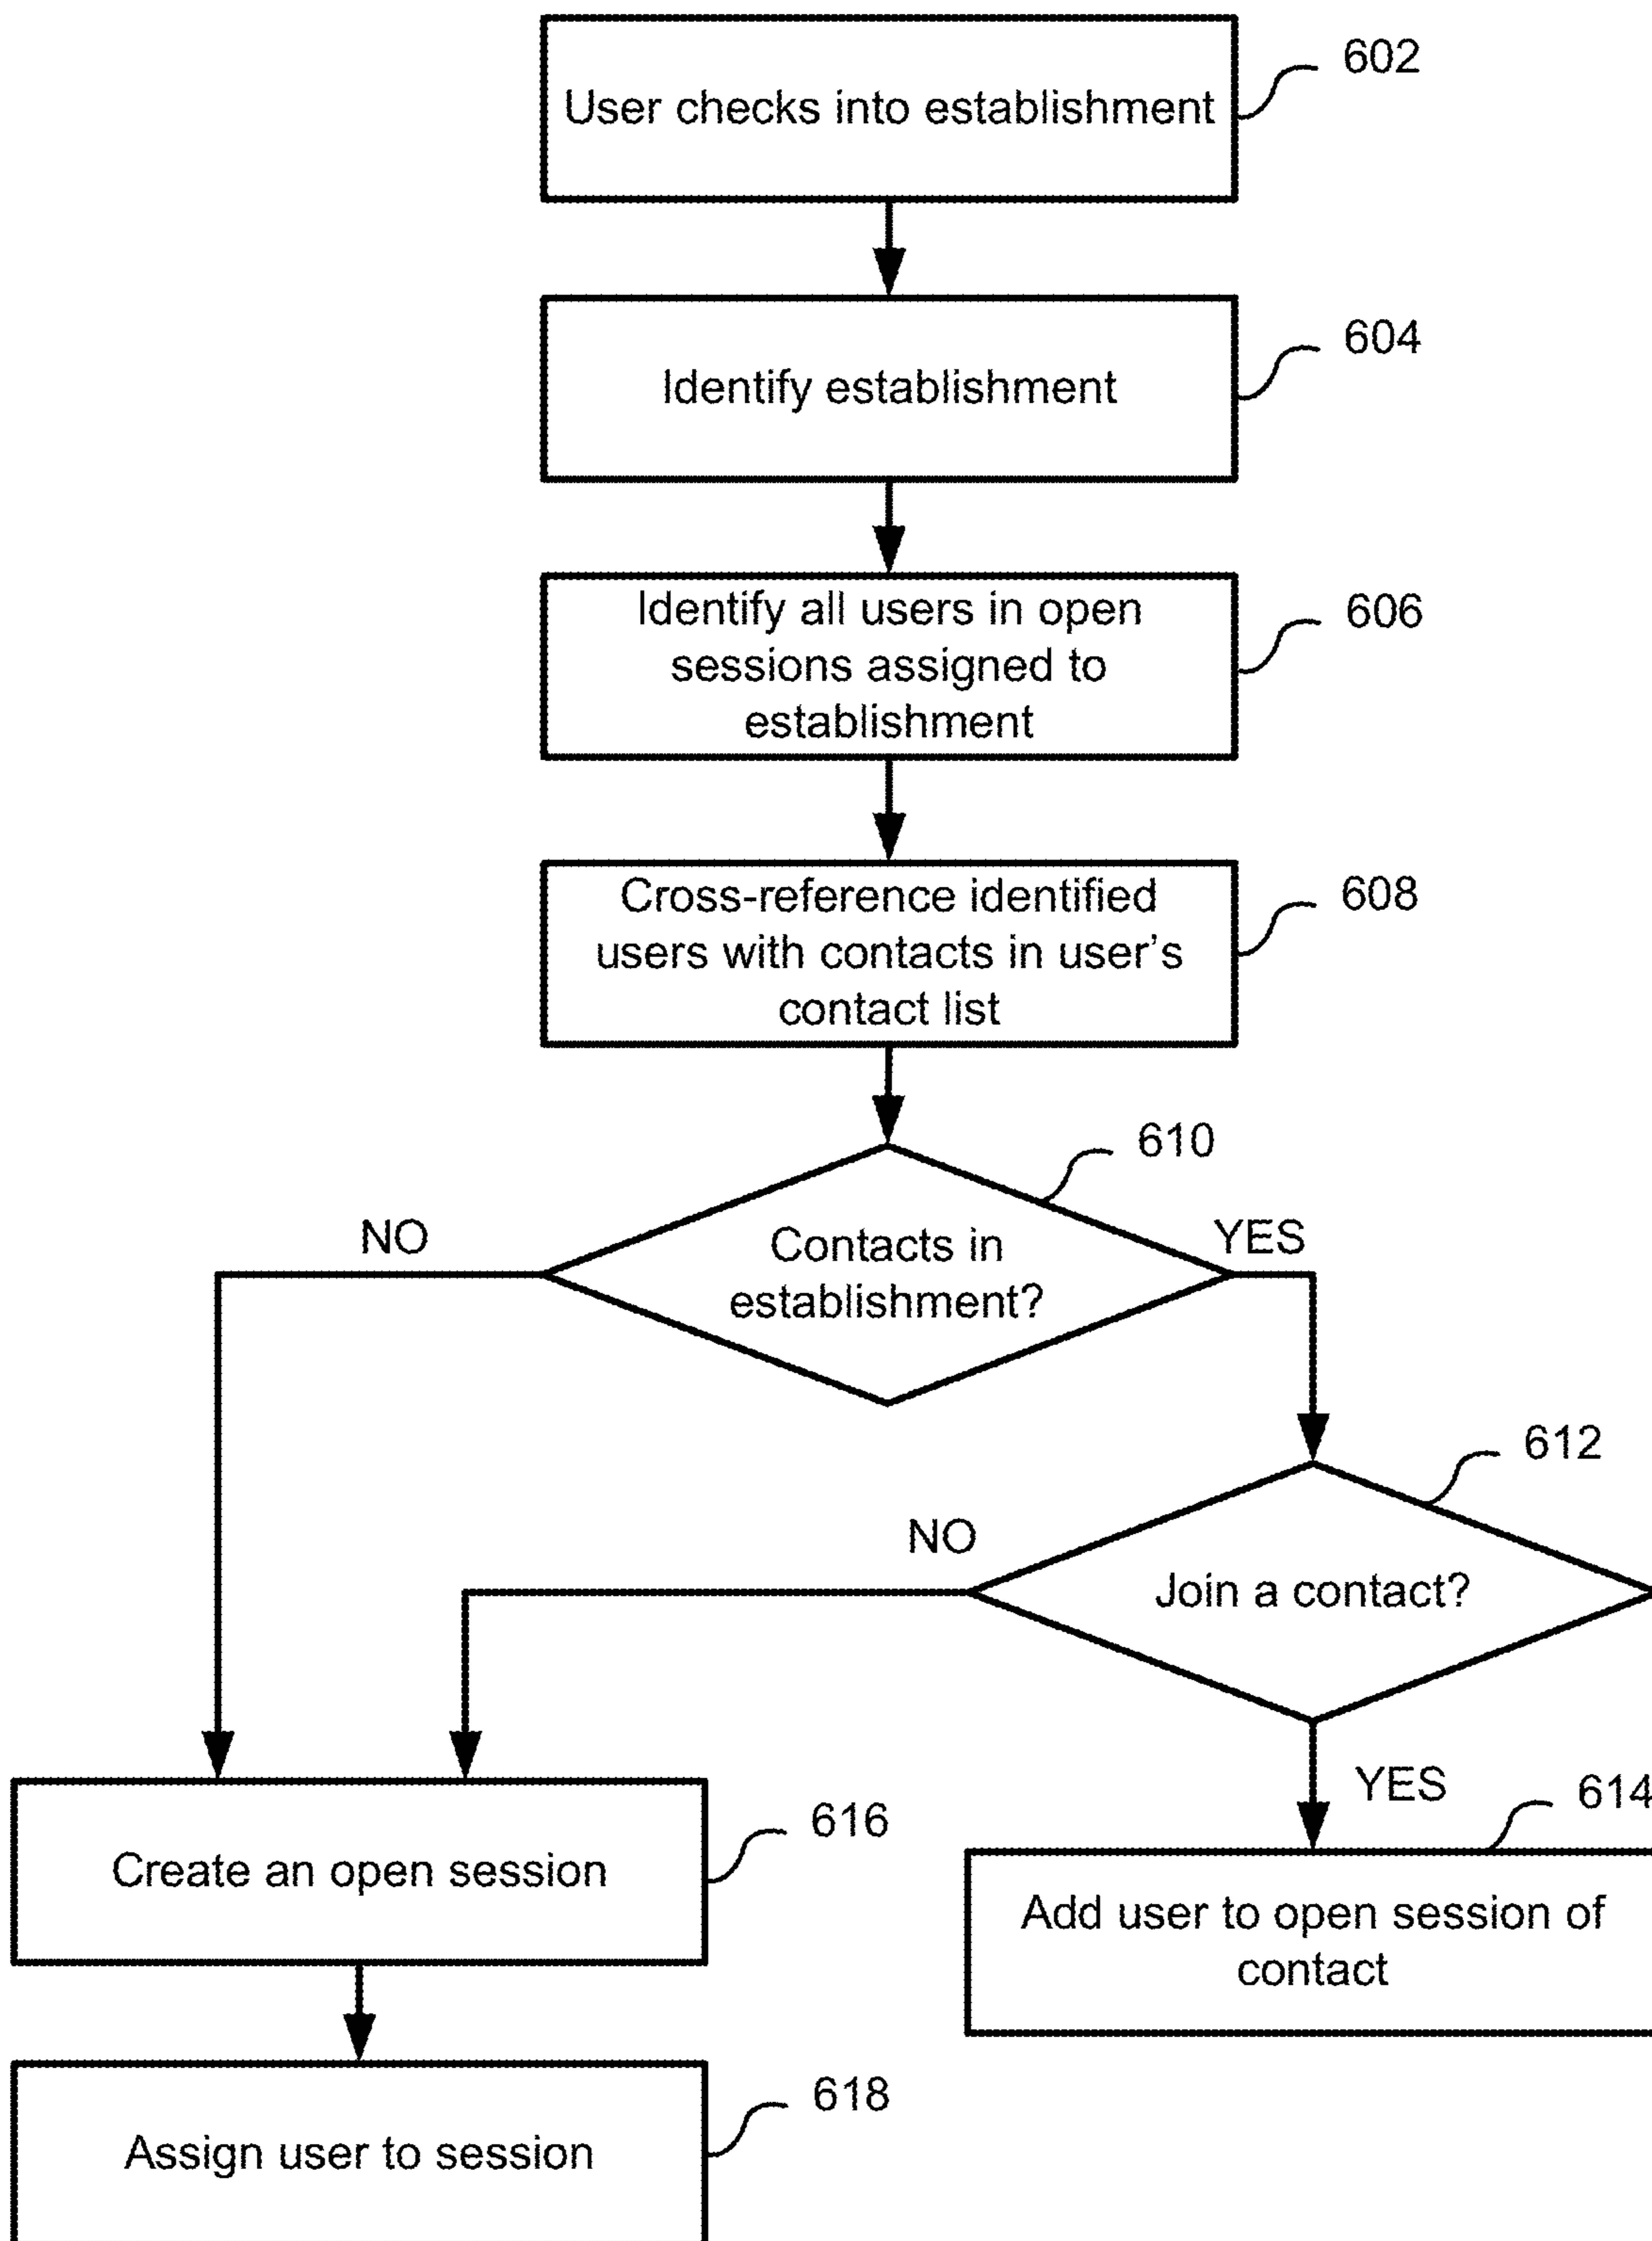 602
User checks into establishment
604
Identify establishment
606
Identify all users in open
sessions assigned to
establishment
608
Cross-reference identified
users with contacts in user's
contact list
610
NO
YES
Contacts in
establishment?
612
NO
Join a contact?
YES
614
616
Create an open session
Add user to open session of
contact
618
Assign user to session